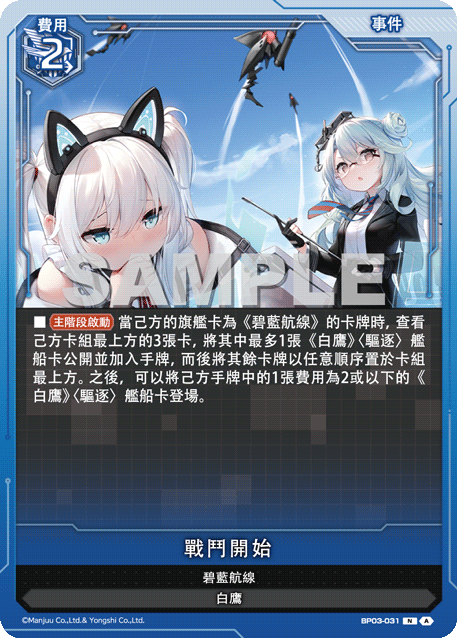 費用
2
事件
SAMPLE
■ 主階段啟動 當己方的旗艦卡為《碧藍航線》的卡牌時, 查看
己方卡組最上方的3張卡, 將其中最多1張《白鷹》〈驅逐〉艦
船卡公開並加入手牌, 而後將其餘卡牌以任意順序置於卡組
最上方。之後, 可以將己方手牌中的1張費用為2或以下的《
白鷹》〈驅逐〉艦船卡登場。
戰鬥開始
碧藍航線
白鷹
©Manjuu Co.,Ltd.& Yongshi Co.,Ltd. BP03-031 N A